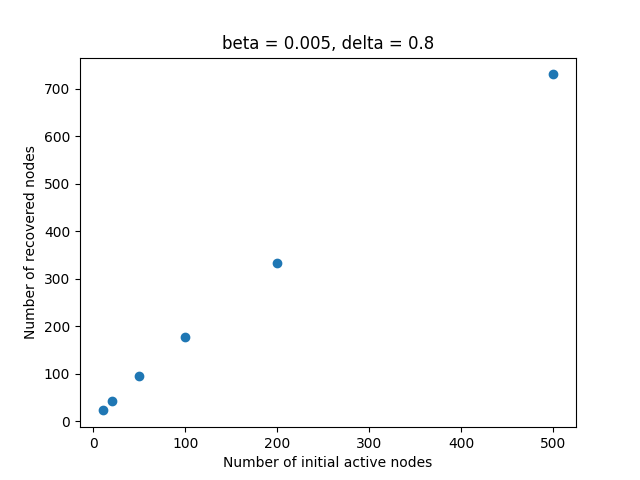 beta = 0.005, delta = 0.8
Number of recovered nodes
700
600
500
400
300
200
100
0
0 100 200 300 400 500
Number of initial active nodes